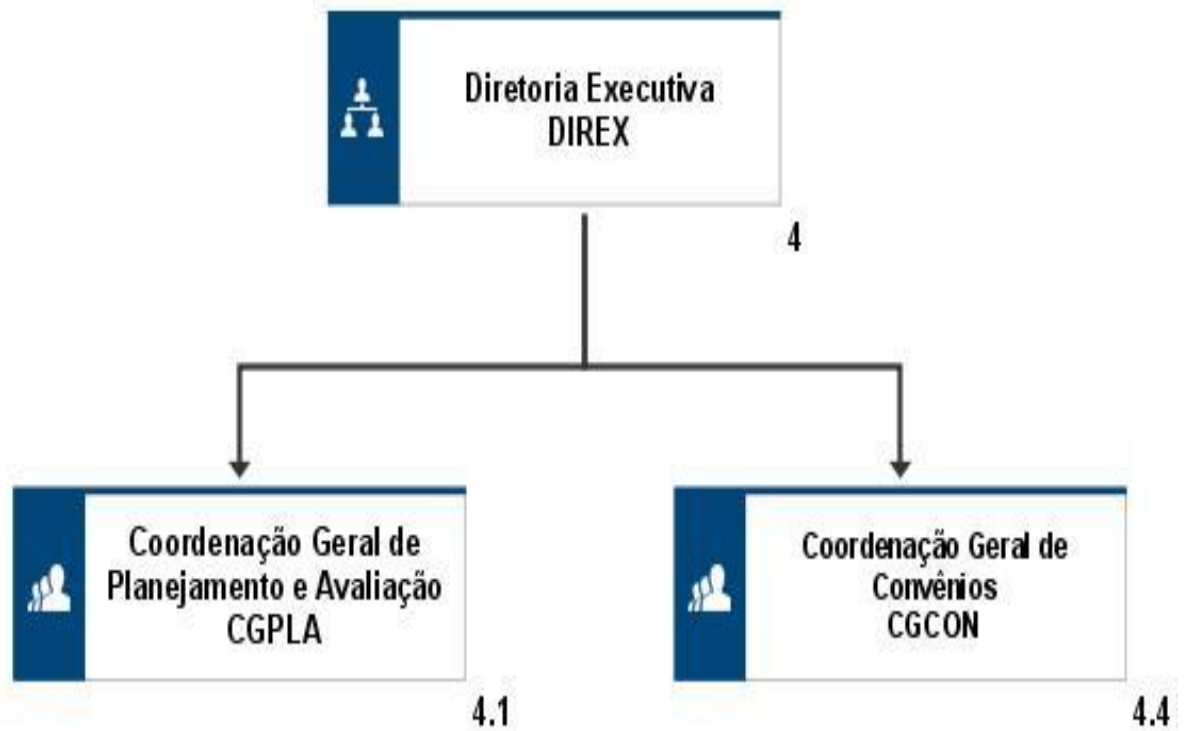 Diretoria Executiva
DIREX
4
Coordenação Geral de
Planejamento e Avaliação
CGPLA
4.1
Coordenação Geral de
Convênios
CGCON
4.4